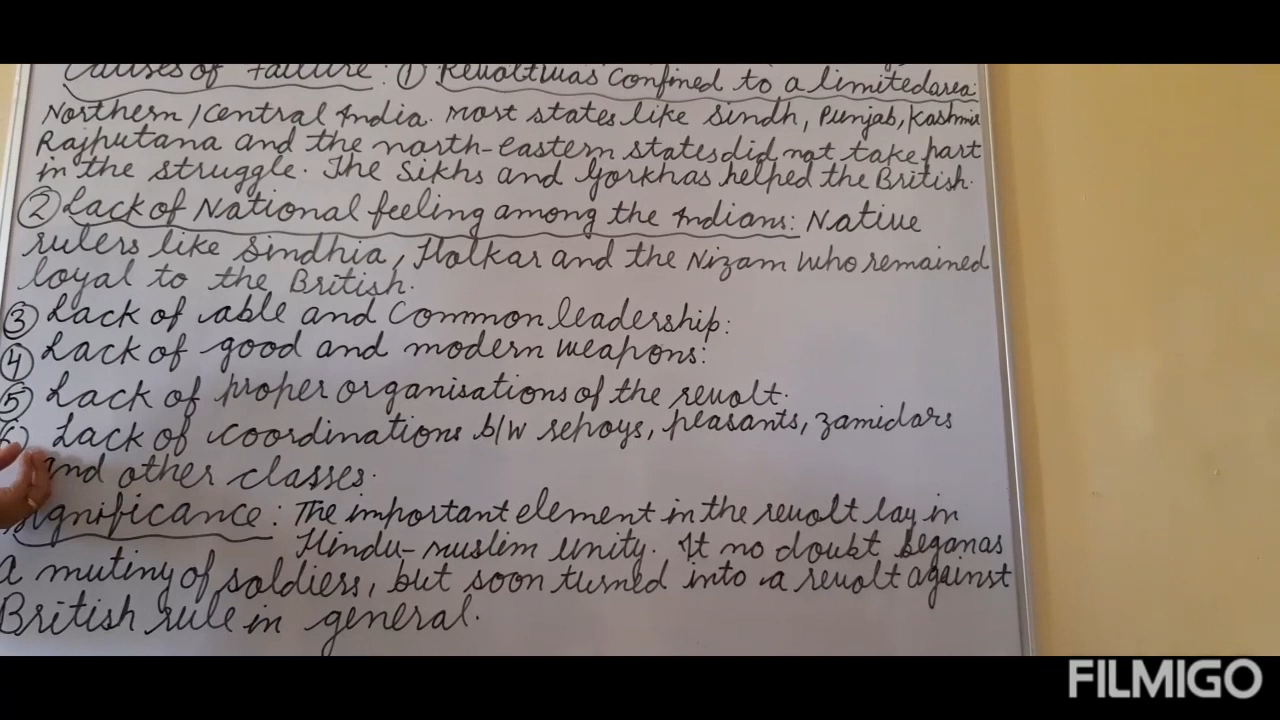 Causes of Failure: ① Revolt was confined to a limited area:
Northern/Central India. Most states like Sindh, Punjab, Kashmir
Rajputana and the north-eastern states did not take part
in the struggle. The Sikhs and Gorkhas helped the British.
② Lack of National feeling among the Indians: Native
rulers like Sindhia, Holkar and the Nizam who remained
loyal to the British.
③ Lack of able and Common leadership:
④ Lack of good and modern weapons:
⑤ Lack of proper organisations of the revolt.
⑥ Lack of coordinations b/w sepoys, peasants, zamidars
and other classes.
Significance: The important element in the revolt lay in
Hindu-muslim Unity. It no doubt began as
a mutiny of soldiers, but soon turned into a revolt against
British rule in general.
FILMIGO